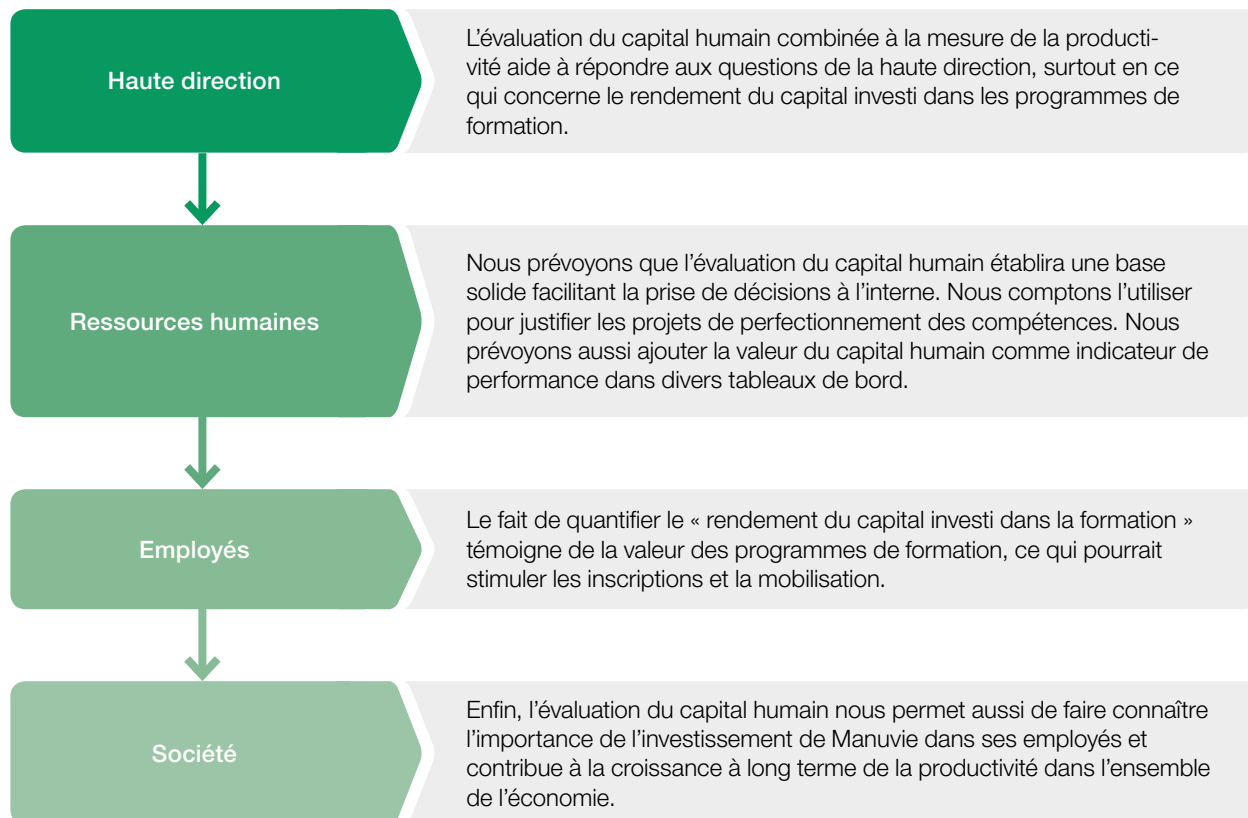 Haute direction
L’évaluation du capital humain combinée à la mesure de la producti-
vité aide à répondre aux questions de la haute direction, surtout en ce
qui concerne le rendement du capital investi dans les programmes de
formation.
Ressources humaines
Nous prévoyons que l’évaluation du capital humain établira une base
solide facilitant la prise de décisions à l’interne. Nous comptons l’utiliser
pour justifier les projets de perfectionnement des compétences. Nous
prévoyons aussi ajouter la valeur du capital humain comme indicateur de
performance dans divers tableaux de bord.
Employés
Le fait de quantifier le « rendement du capital investi dans la formation »
témoigne de la valeur des programmes de formation, ce qui pourrait
stimuler les inscriptions et la mobilisation.
Société
Enfin, l’évaluation du capital humain nous permet aussi de faire connaître
l’importance de l’investissement de Manuvie dans ses employés et
contribue à la croissance à long terme de la productivité dans l’ensemble
de l’économie.